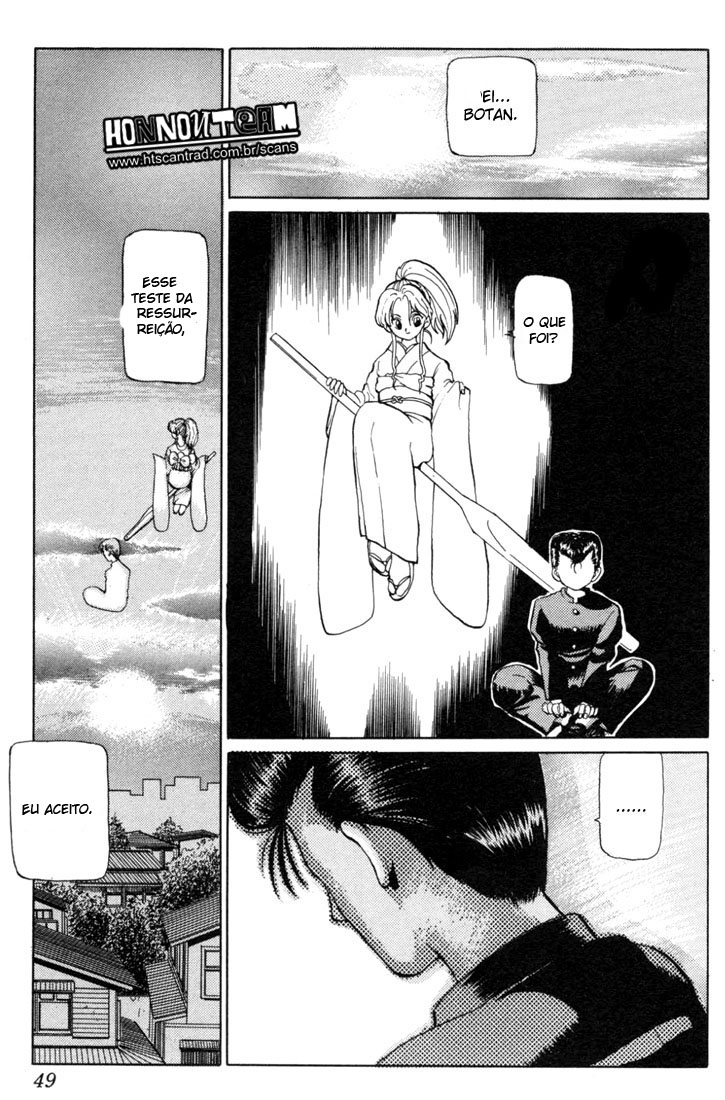 EI...
BOTAN.
O QUE
FOI?
......
HONNOUTEAM
www.htscantrad.com.br/scans
ESSE
TESTE DA
RESSUR-
REIÇÃO,
EU ACEITO.
49